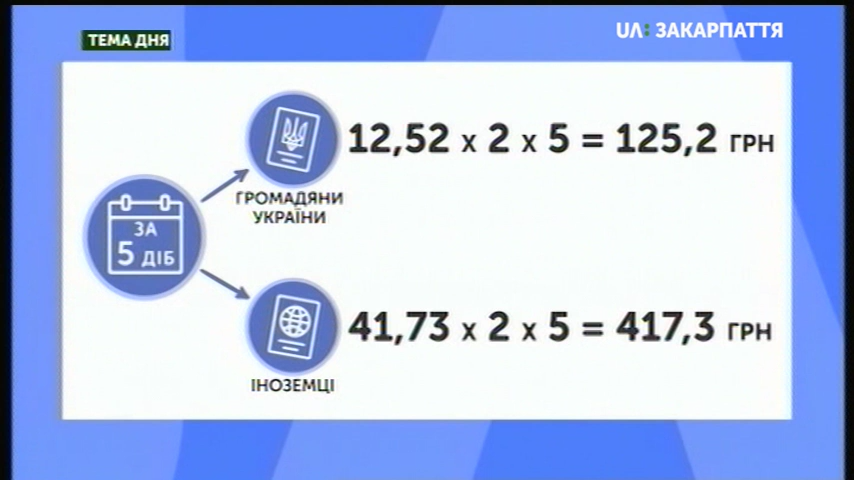 ТЕМА ДНЯ
UA: ЗАКАРПАТТЯ
12,52 x 2 x 5 = 125,2 ГРН
ГРОМАДЯНИ
УКРАЇНИ
ЗА
5 ДІБ
41,73 x 2 x 5 = 417,3 ГРН
ІНОЗЕМЦІ